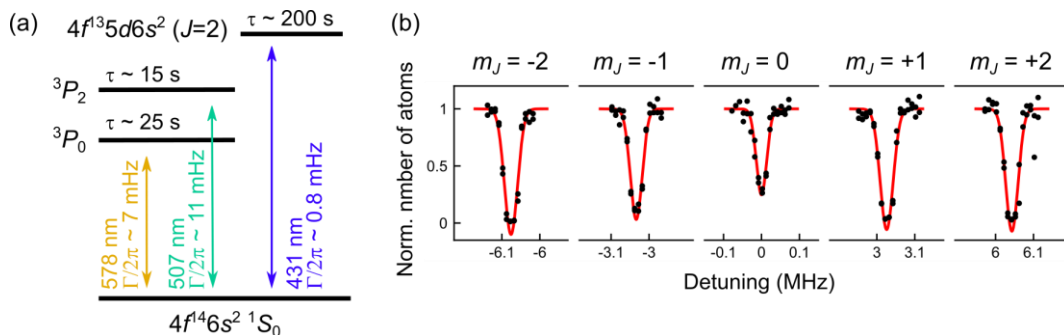 (a)
4f¹³5d6s² (J=2)
τ ~ 200 s
τ ~ 15 s
³P₂
τ ~ 25 s
³P₀
578 nm
Γ/2π ~ 7 mHz
507 nm
Γ/2π ~ 11 mHz
431 nm
Γ/2π ~ 0.8 mHz
4f¹⁴6s² ¹S₀
(b)
m_J = -2
m_J = -1
m_J = 0
m_J = +1
m_J = +2
Norm. nmber of atoms
1
0.5
0
-6.1 -6
-3.1 -3
-0.1 0 0.1
3 3.1
6 6.1
Detuning (MHz)